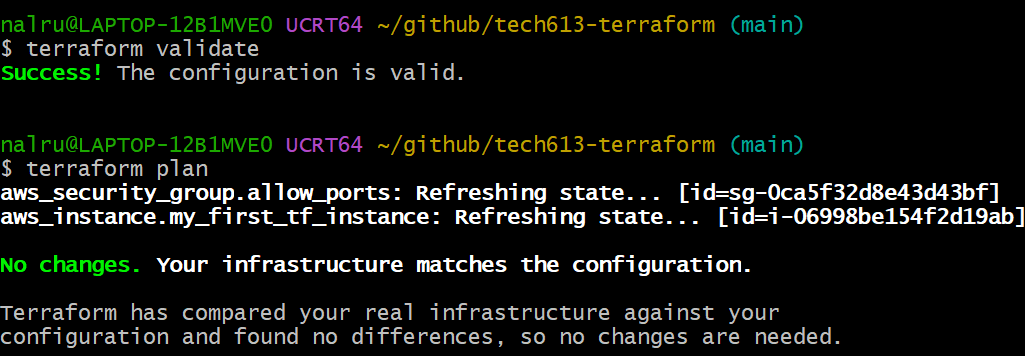 nalru@LAPTOP-12B1MVE0 UCRT64 ~/github/tech613-terraform (main)
$ terraform validate
Success! The configuration is valid.
nalru@LAPTOP-12B1MVE0 UCRT64 ~/github/tech613-terraform (main)
$ terraform plan
aws_security_group.allow_ports: Refreshing state... [id=sg-0ca5f32d8e43d43bf]
aws_instance.my_first_tf_instance: Refreshing state... [id=i-06998be154f2d19ab]
No changes. Your infrastructure matches the configuration.
Terraform has compared your real infrastructure against your
configuration and found no differences, so no changes are needed.